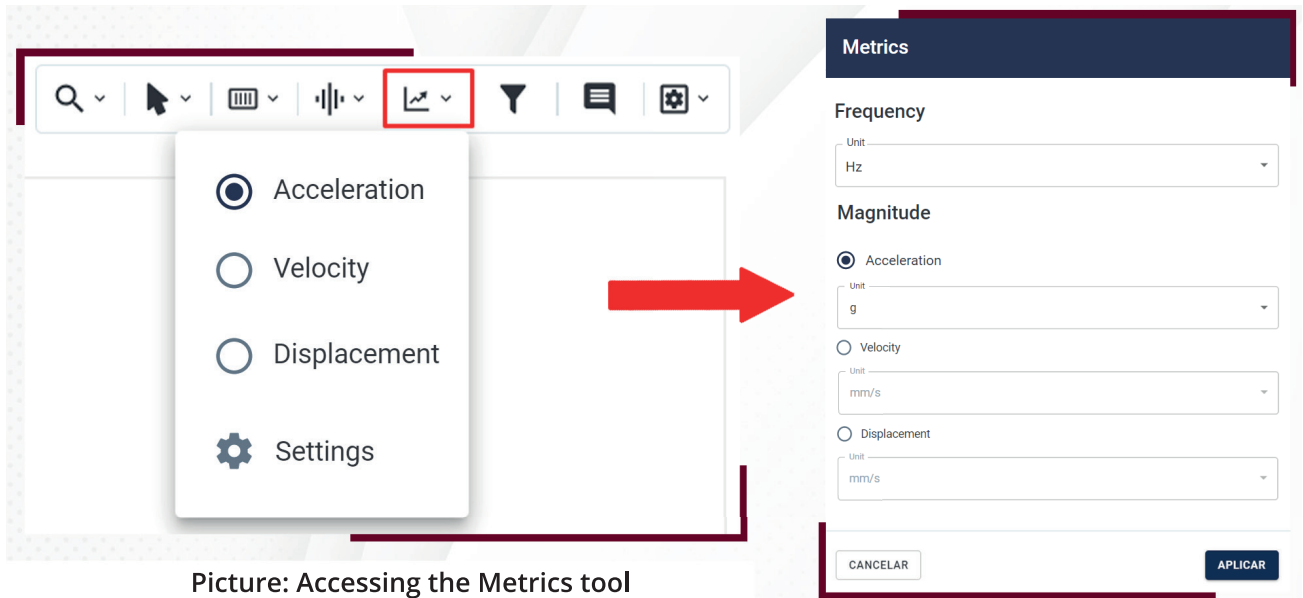 Acceleration
Velocity
Displacement
Settings
Picture: Accessing the Metrics tool
Metrics
Frequency
Unit
Hz
Magnitude
Acceleration
Unit
g
Velocity
Unit
mm/s
Displacement
Unit
mm/s
CANCELAR
APLICAR